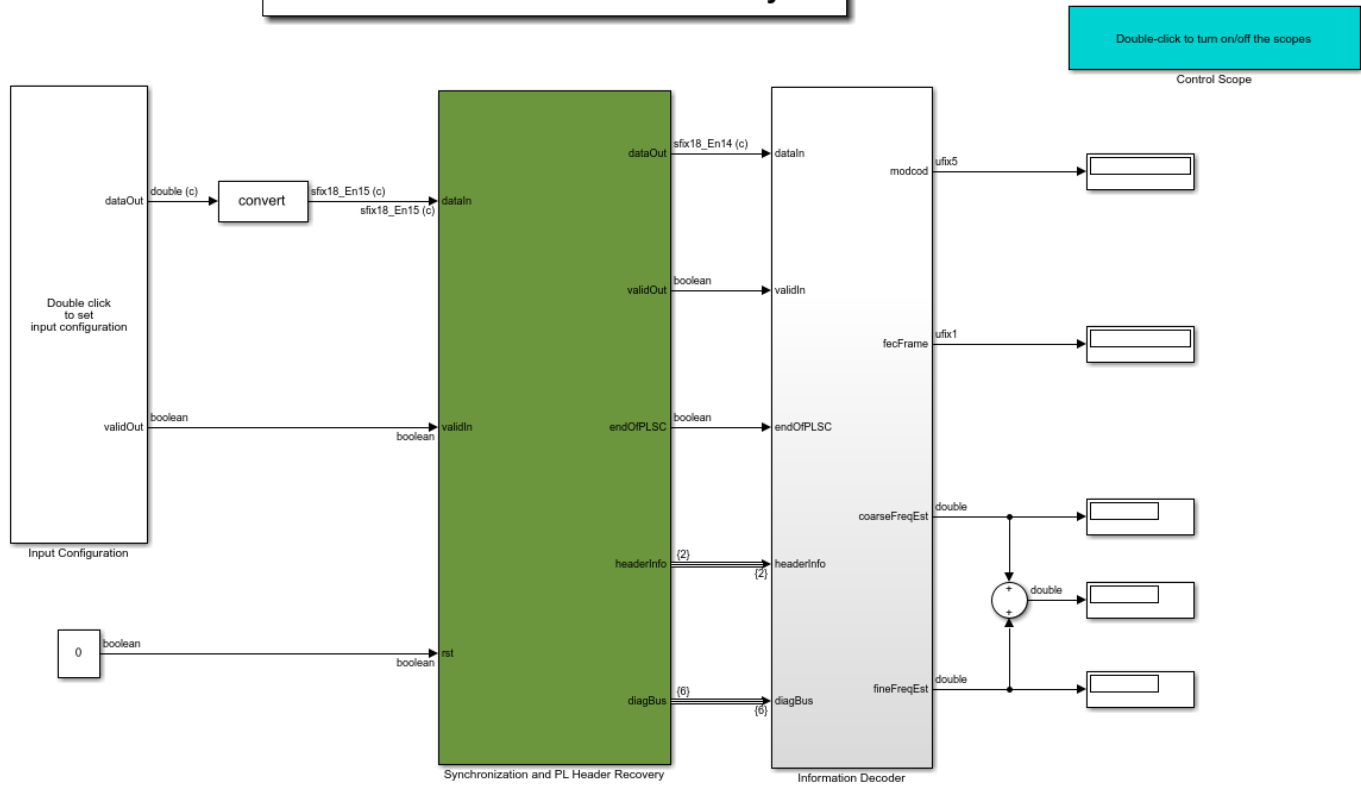 Double-click to turn on/off the scopes
Control Scope
dataOut
double (c)
convert
sfix18_En15 (c)
sfix18_En15 (c)
dataIn
Double click
to set
input configuration
validOut
boolean
boolean
validIn
Input Configuration
0
boolean
boolean
rst
dataOut
sfix18_En14 (c)
dataIn
validOut
boolean
validIn
endOfPLSC
boolean
endOfPLSC
headerInfo
{2}
{2}
headerInfo
diagBus
{6}
{6}
diagBus
Synchronization and PL Header Recovery
modcod
ufix5
fecFrame
ufix1
coarseFreqEst
double
+
+
double
fineFreqEst
double
Information Decoder